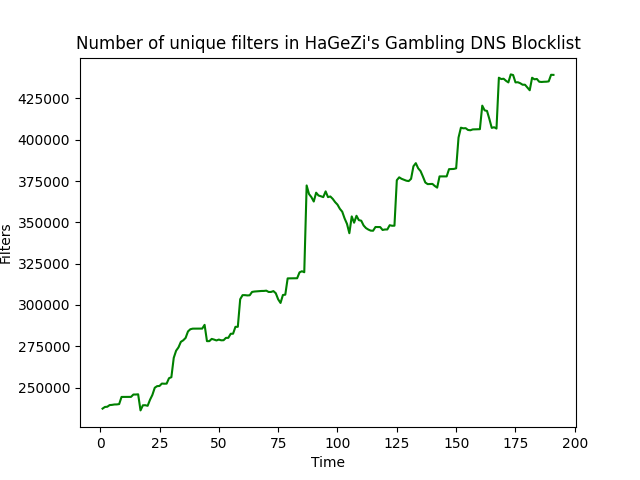 Number of unique filters in HaGeZi's Gambling DNS Blocklist
425000
400000
375000
350000
325000
300000
275000
250000
Filters
0 25 50 75 100 125 150 175 200
Time